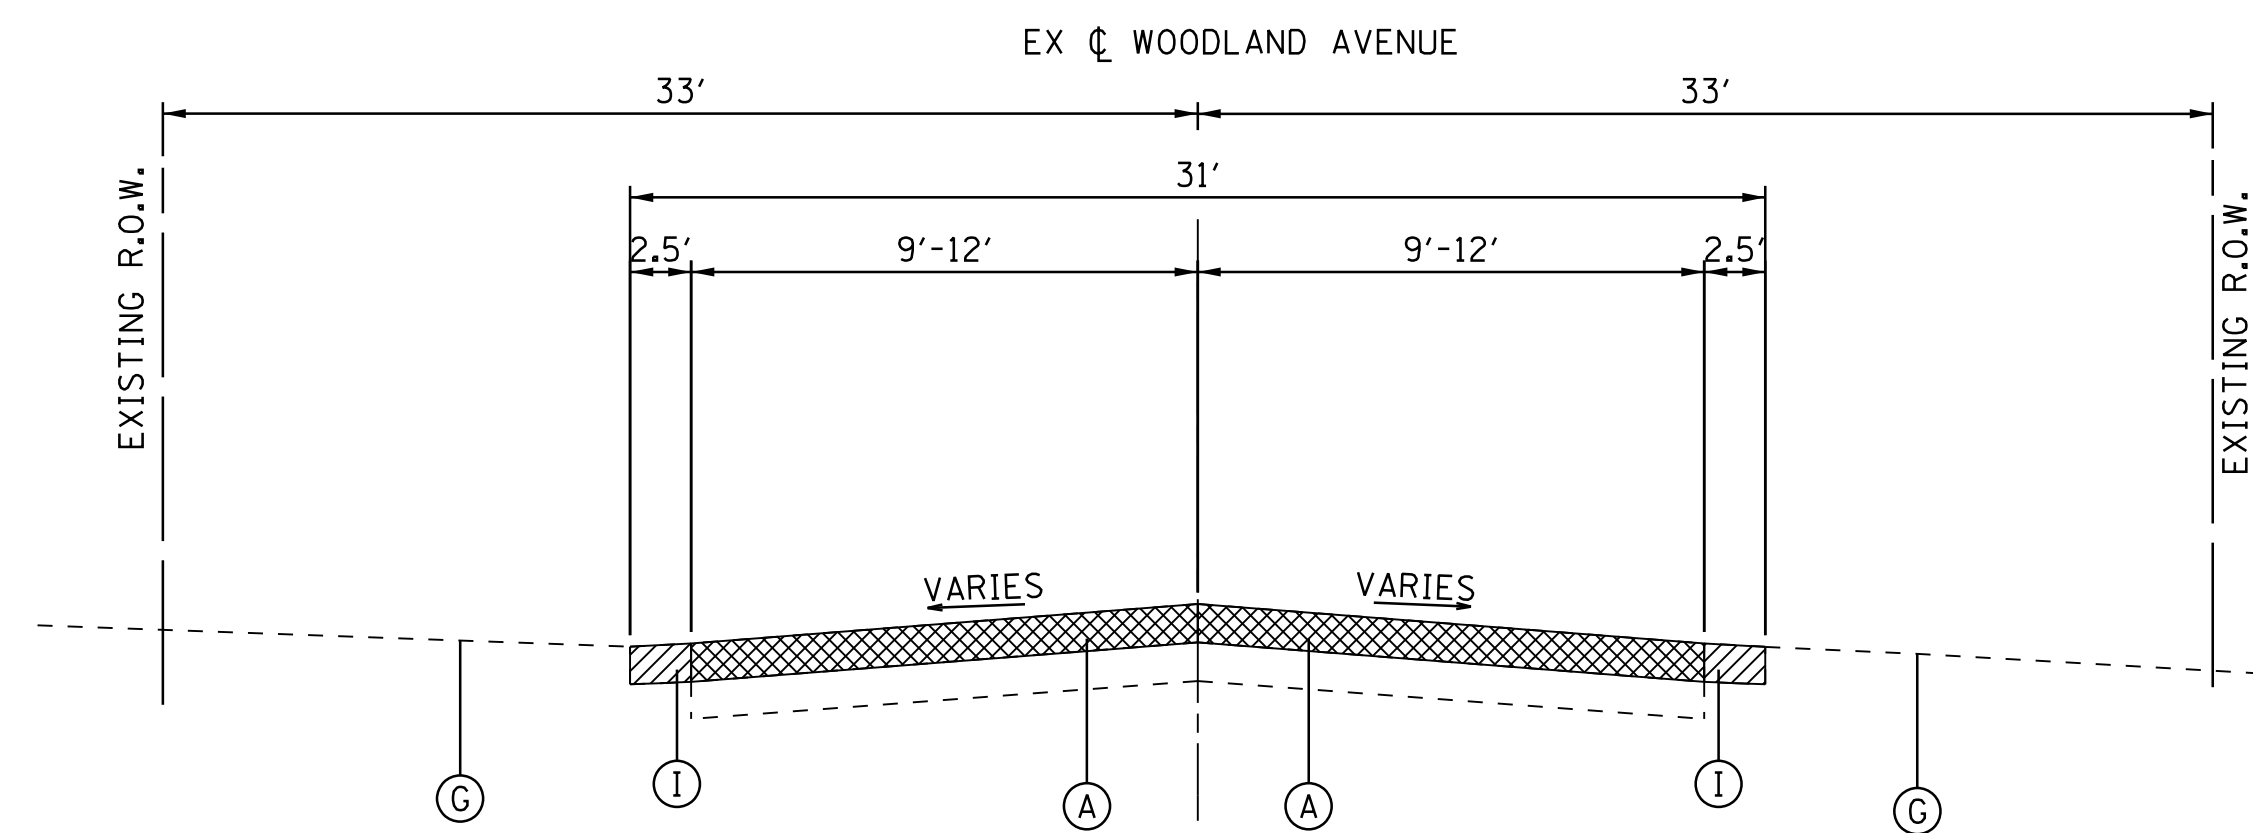 EX ℄ WOODLAND AVENUE
33'
33'
31'
2.5'
9'-12'
9'-12'
2.5'
EXISTING R.O.W.
EXISTING R.O.W.
VARIES
VARIES
G
I
A
A
I
G